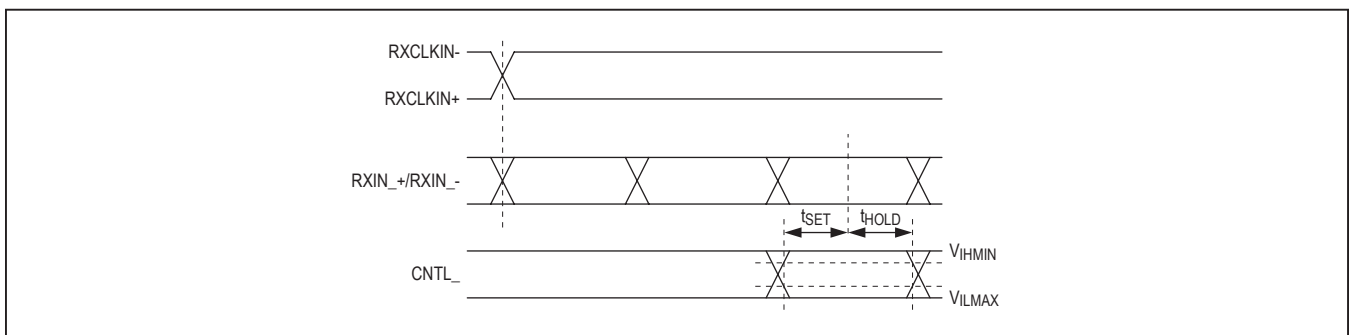 RXCLKIN-
RXCLKIN+
RXIN_+/RXIN_-
tSET tHOLD
VIHMIN
CNTL_
VILMAX